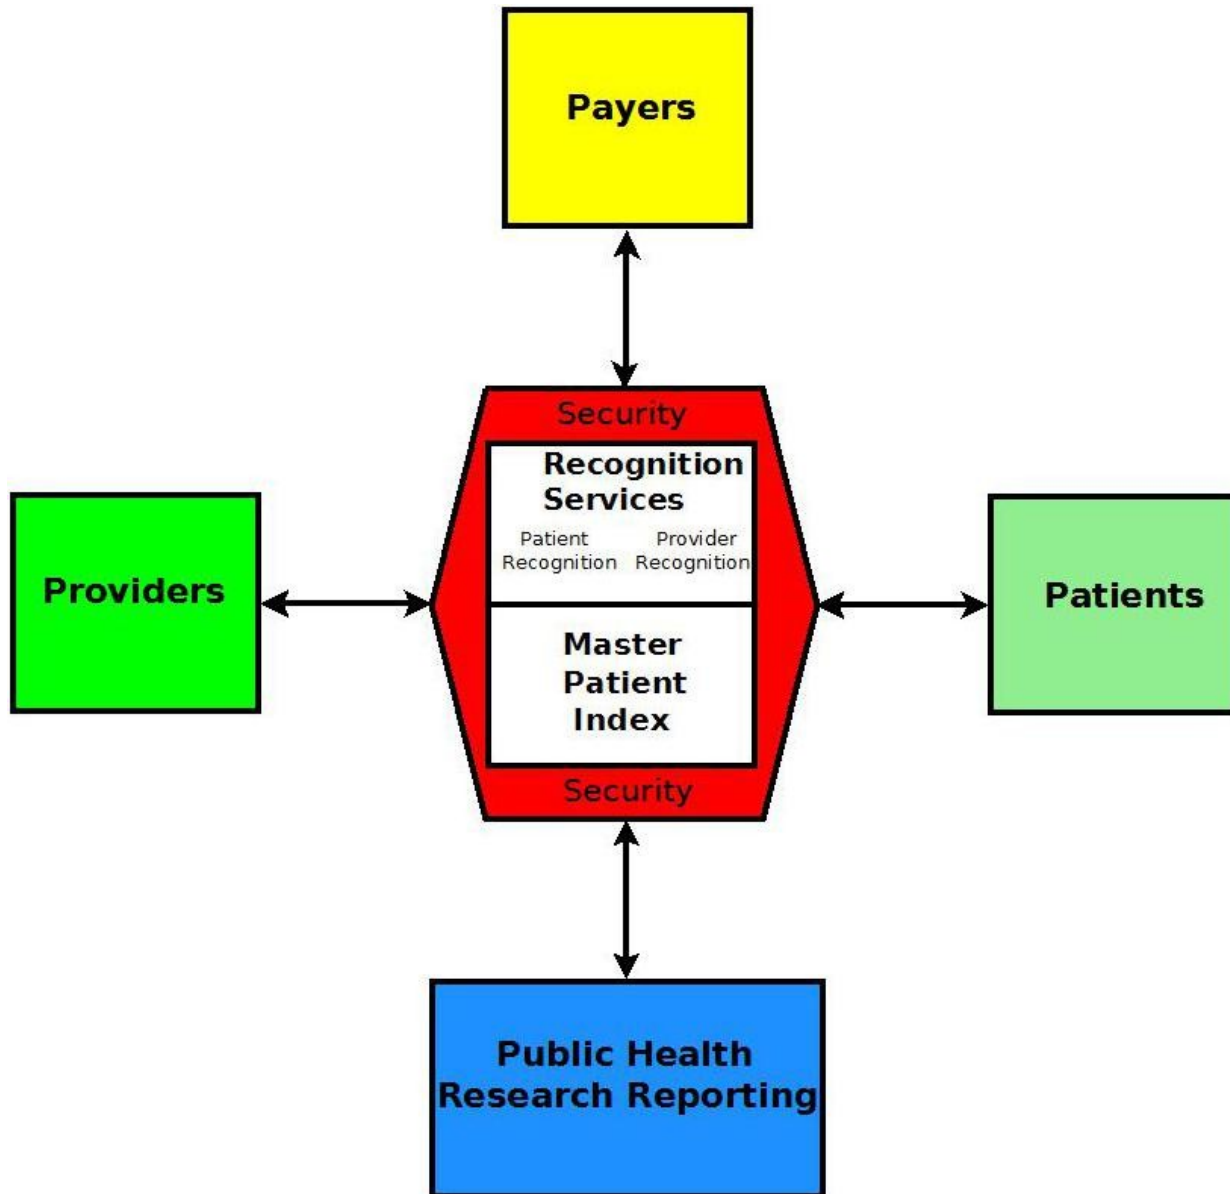 Payers
Security
Recognition
Services
Patient Recognition
Provider Recognition
Providers
Patients
Master
Patient
Index
Security
Public Health
Research Reporting